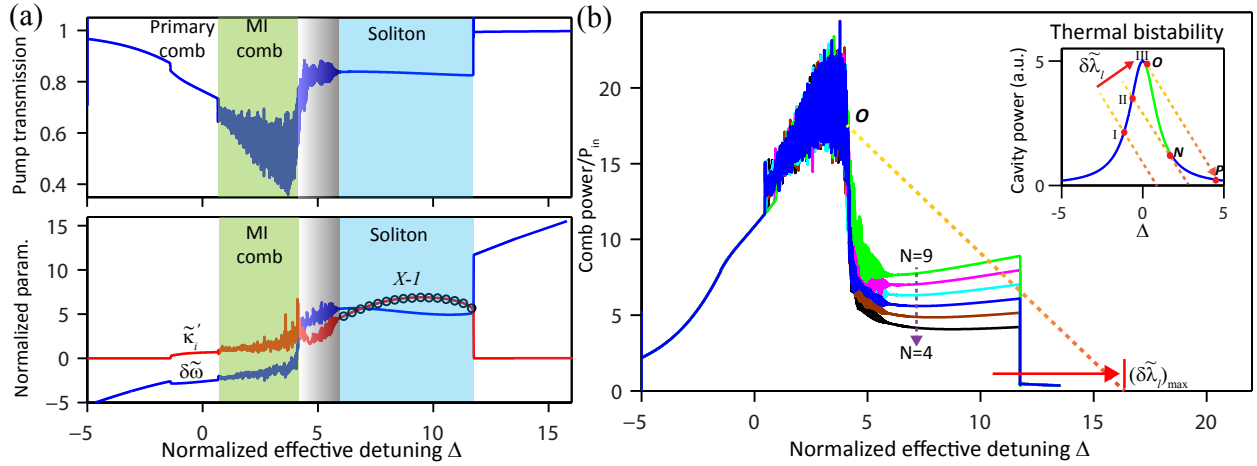 (a)
Primary
comb
MI
comb
Soliton
1
0.8
0.6
0.4
Pump transmission
MI
comb
Soliton
X-1
κ̃i′
δω̃
15
10
5
0
−5
Normalized param.
−5
0
5
10
15
Normalized effective detuning Δ
(b)
Comb power/Pin
20
15
10
5
0
O
N=9
N=4
(δλ̃l)max
−5
0
5
10
15
20
Normalized effective detuning Δ
Thermal bistability
Cavity power (a.u.)
5
0
δλ̃l
III
O
II
I
N
P
-5
0
5
Δ